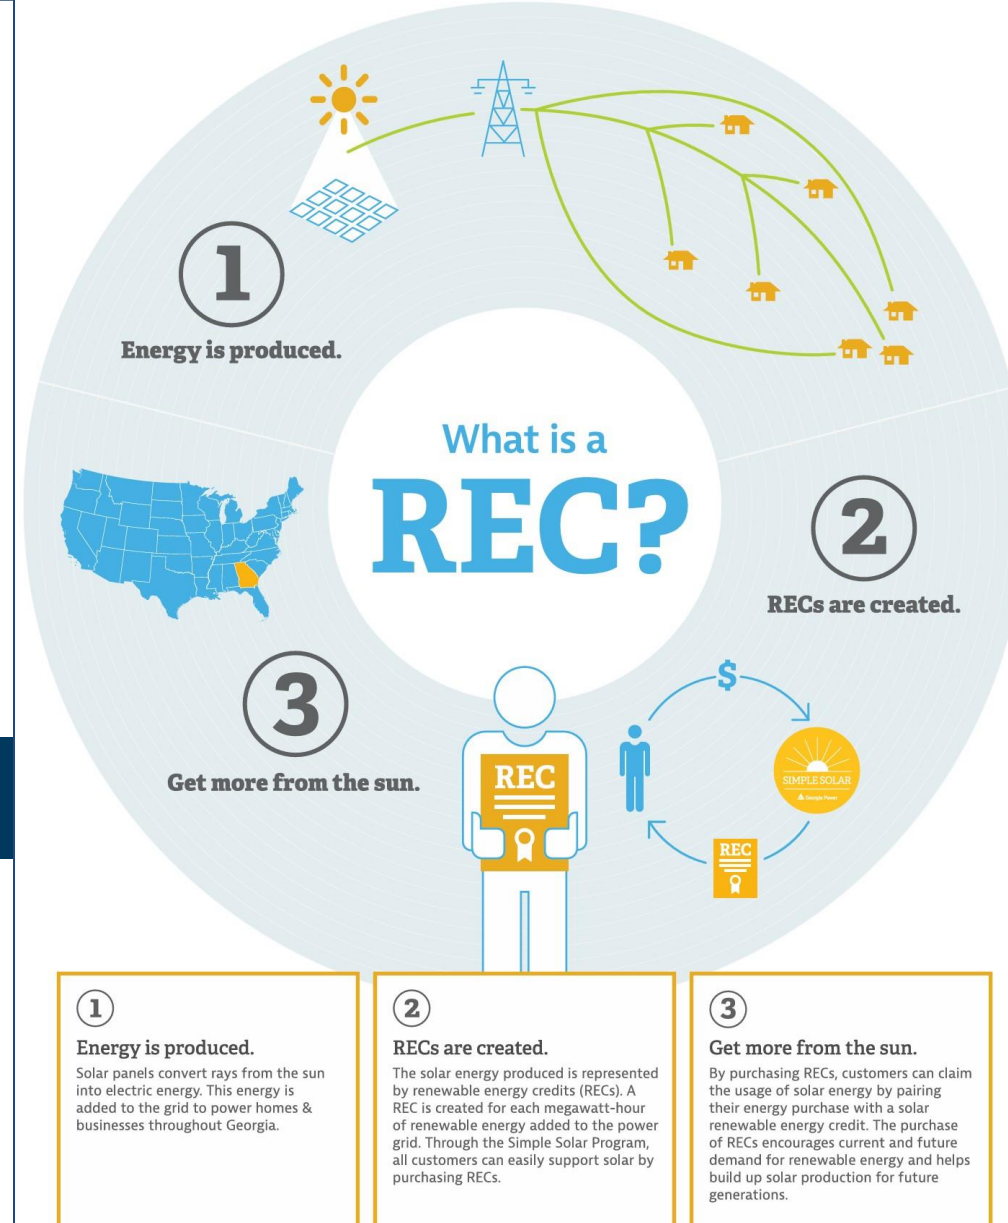 1
Energy is produced.
What is a
REC?
2
RECs are created.
3
Get more from the sun.
REC
$
SIMPLE SOLAR
Georgia Power
REC
1
Energy is produced.
Solar panels convert rays from the sun
into electric energy. This energy is
added to the grid to power homes &
businesses throughout Georgia.
2
RECs are created.
The solar energy produced is represented
by renewable energy credits (RECs). A
REC is created for each megawatt-hour
of renewable energy added to the power
grid. Through the Simple Solar Program,
all customers can easily support solar by
purchasing RECs.
3
Get more from the sun.
By purchasing RECs, customers can claim
the usage of solar energy by pairing
their energy purchase with a solar
renewable energy credit. The purchase
of RECs encourages current and future
demand for renewable energy and helps
build up solar production for future
generations.